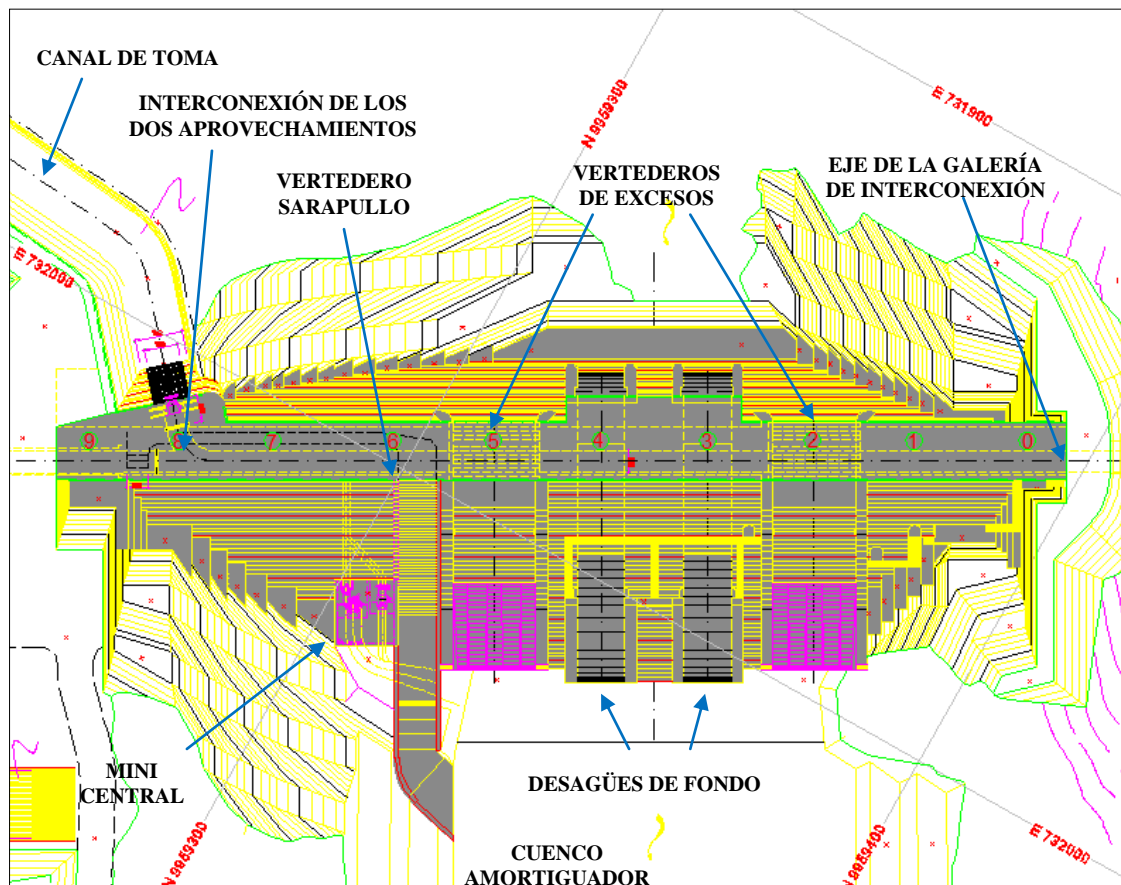 CANAL DE TOMA
INTERCONEXIÓN DE LOS
DOS APROVECHAMIENTOS
VERTEDERO
SARAPULLO
VERTEDEROS
DE EXCESOS
EJE DE LA GALERÍA
DE INTERCONEXIÓN
N 9959300
E 731900
E 732000
9
8
7
6
5
4
3
2
1
0
MINI
CENTRAL
DESAGÜES DE FONDO
CUENCO
AMORTIGUADOR
N 9959300
N 9959400
E 732000